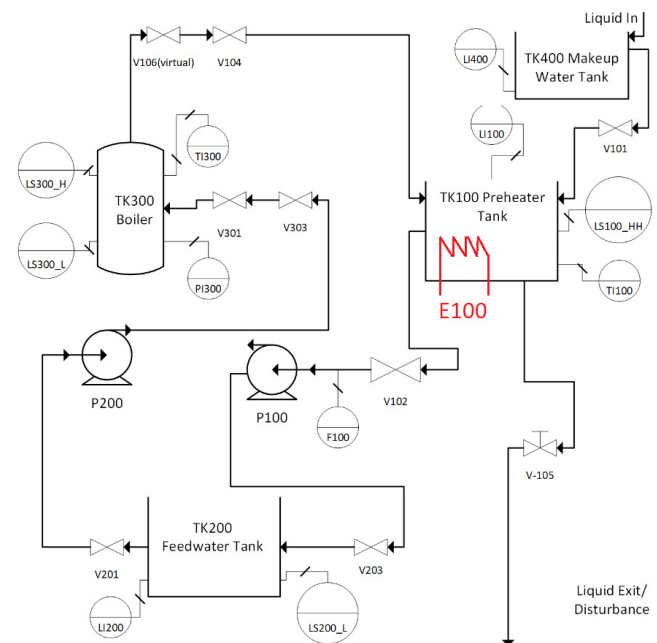 Liquid In
LI400
TK400 Makeup
Water Tank
V106(virtual)
V104
LI100
V101
TI300
LS300_H
TK300
Boiler
TK100 Preheater
Tank
LS100_HH
V301
V303
LS300_L
PI300
TI100
E100
P200
P100
V102
F100
V-105
TK200
Feedwater Tank
V201
V203
LI200
LS200_L
Liquid Exit/
Disturbance